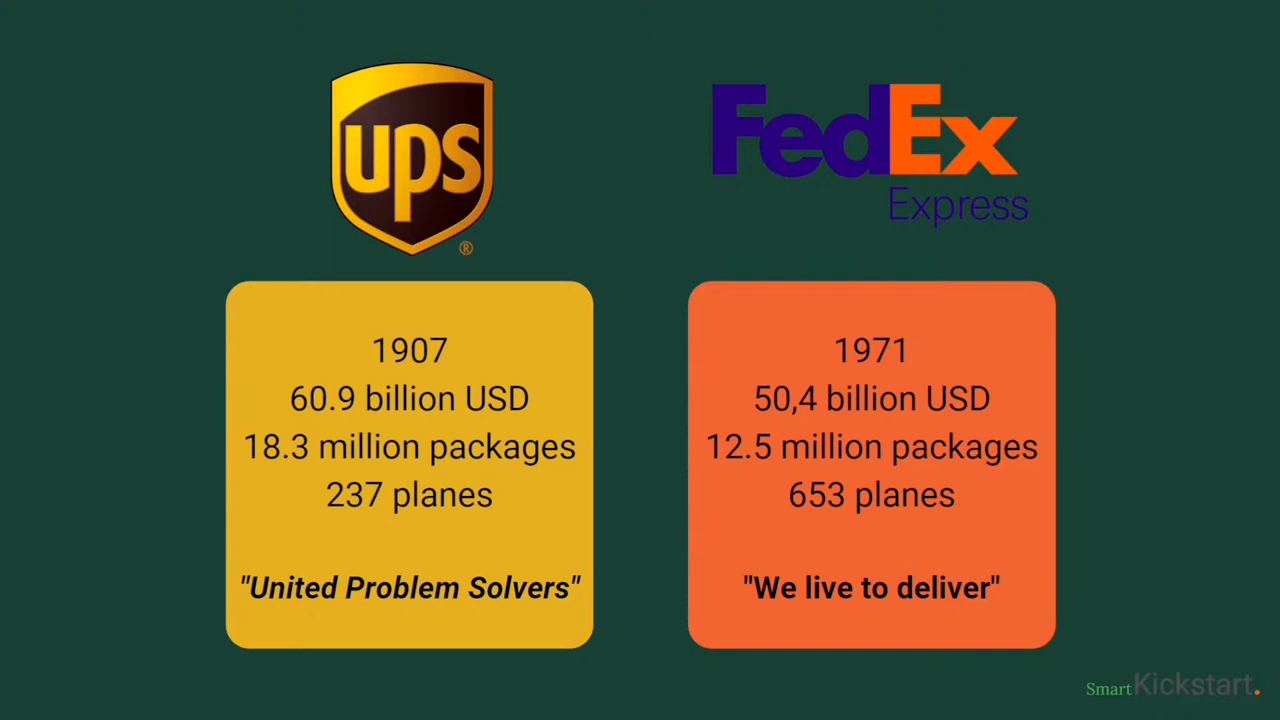 ups
®
FedEx
Express
1907
60.9 billion USD
18.3 million packages
237 planes
"United Problem Solvers"
1971
50,4 billion USD
12.5 million packages
653 planes
"We live to deliver"
SmartKickstart.